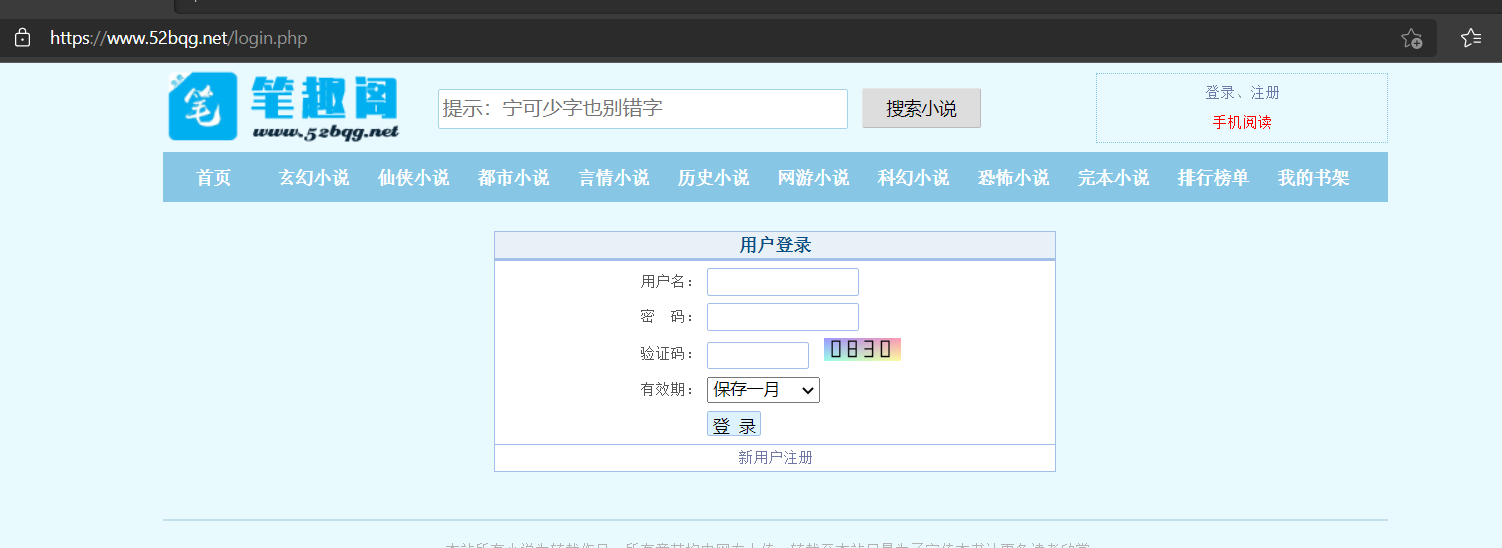 https://www.52bqg.net/login.php
笔 笔趣阁
www.52bqg.net
提示：宁可少字也别错字
搜索小说
登录、注册
手机阅读
首页 玄幻小说 仙侠小说 都市小说 言情小说 历史小说 网游小说 科幻小说 恐怖小说 完本小说 排行榜单 我的书架
用户登录
用户名：
密 码：
验证码： 0830
有效期： 保存一月
登 录
新用户注册